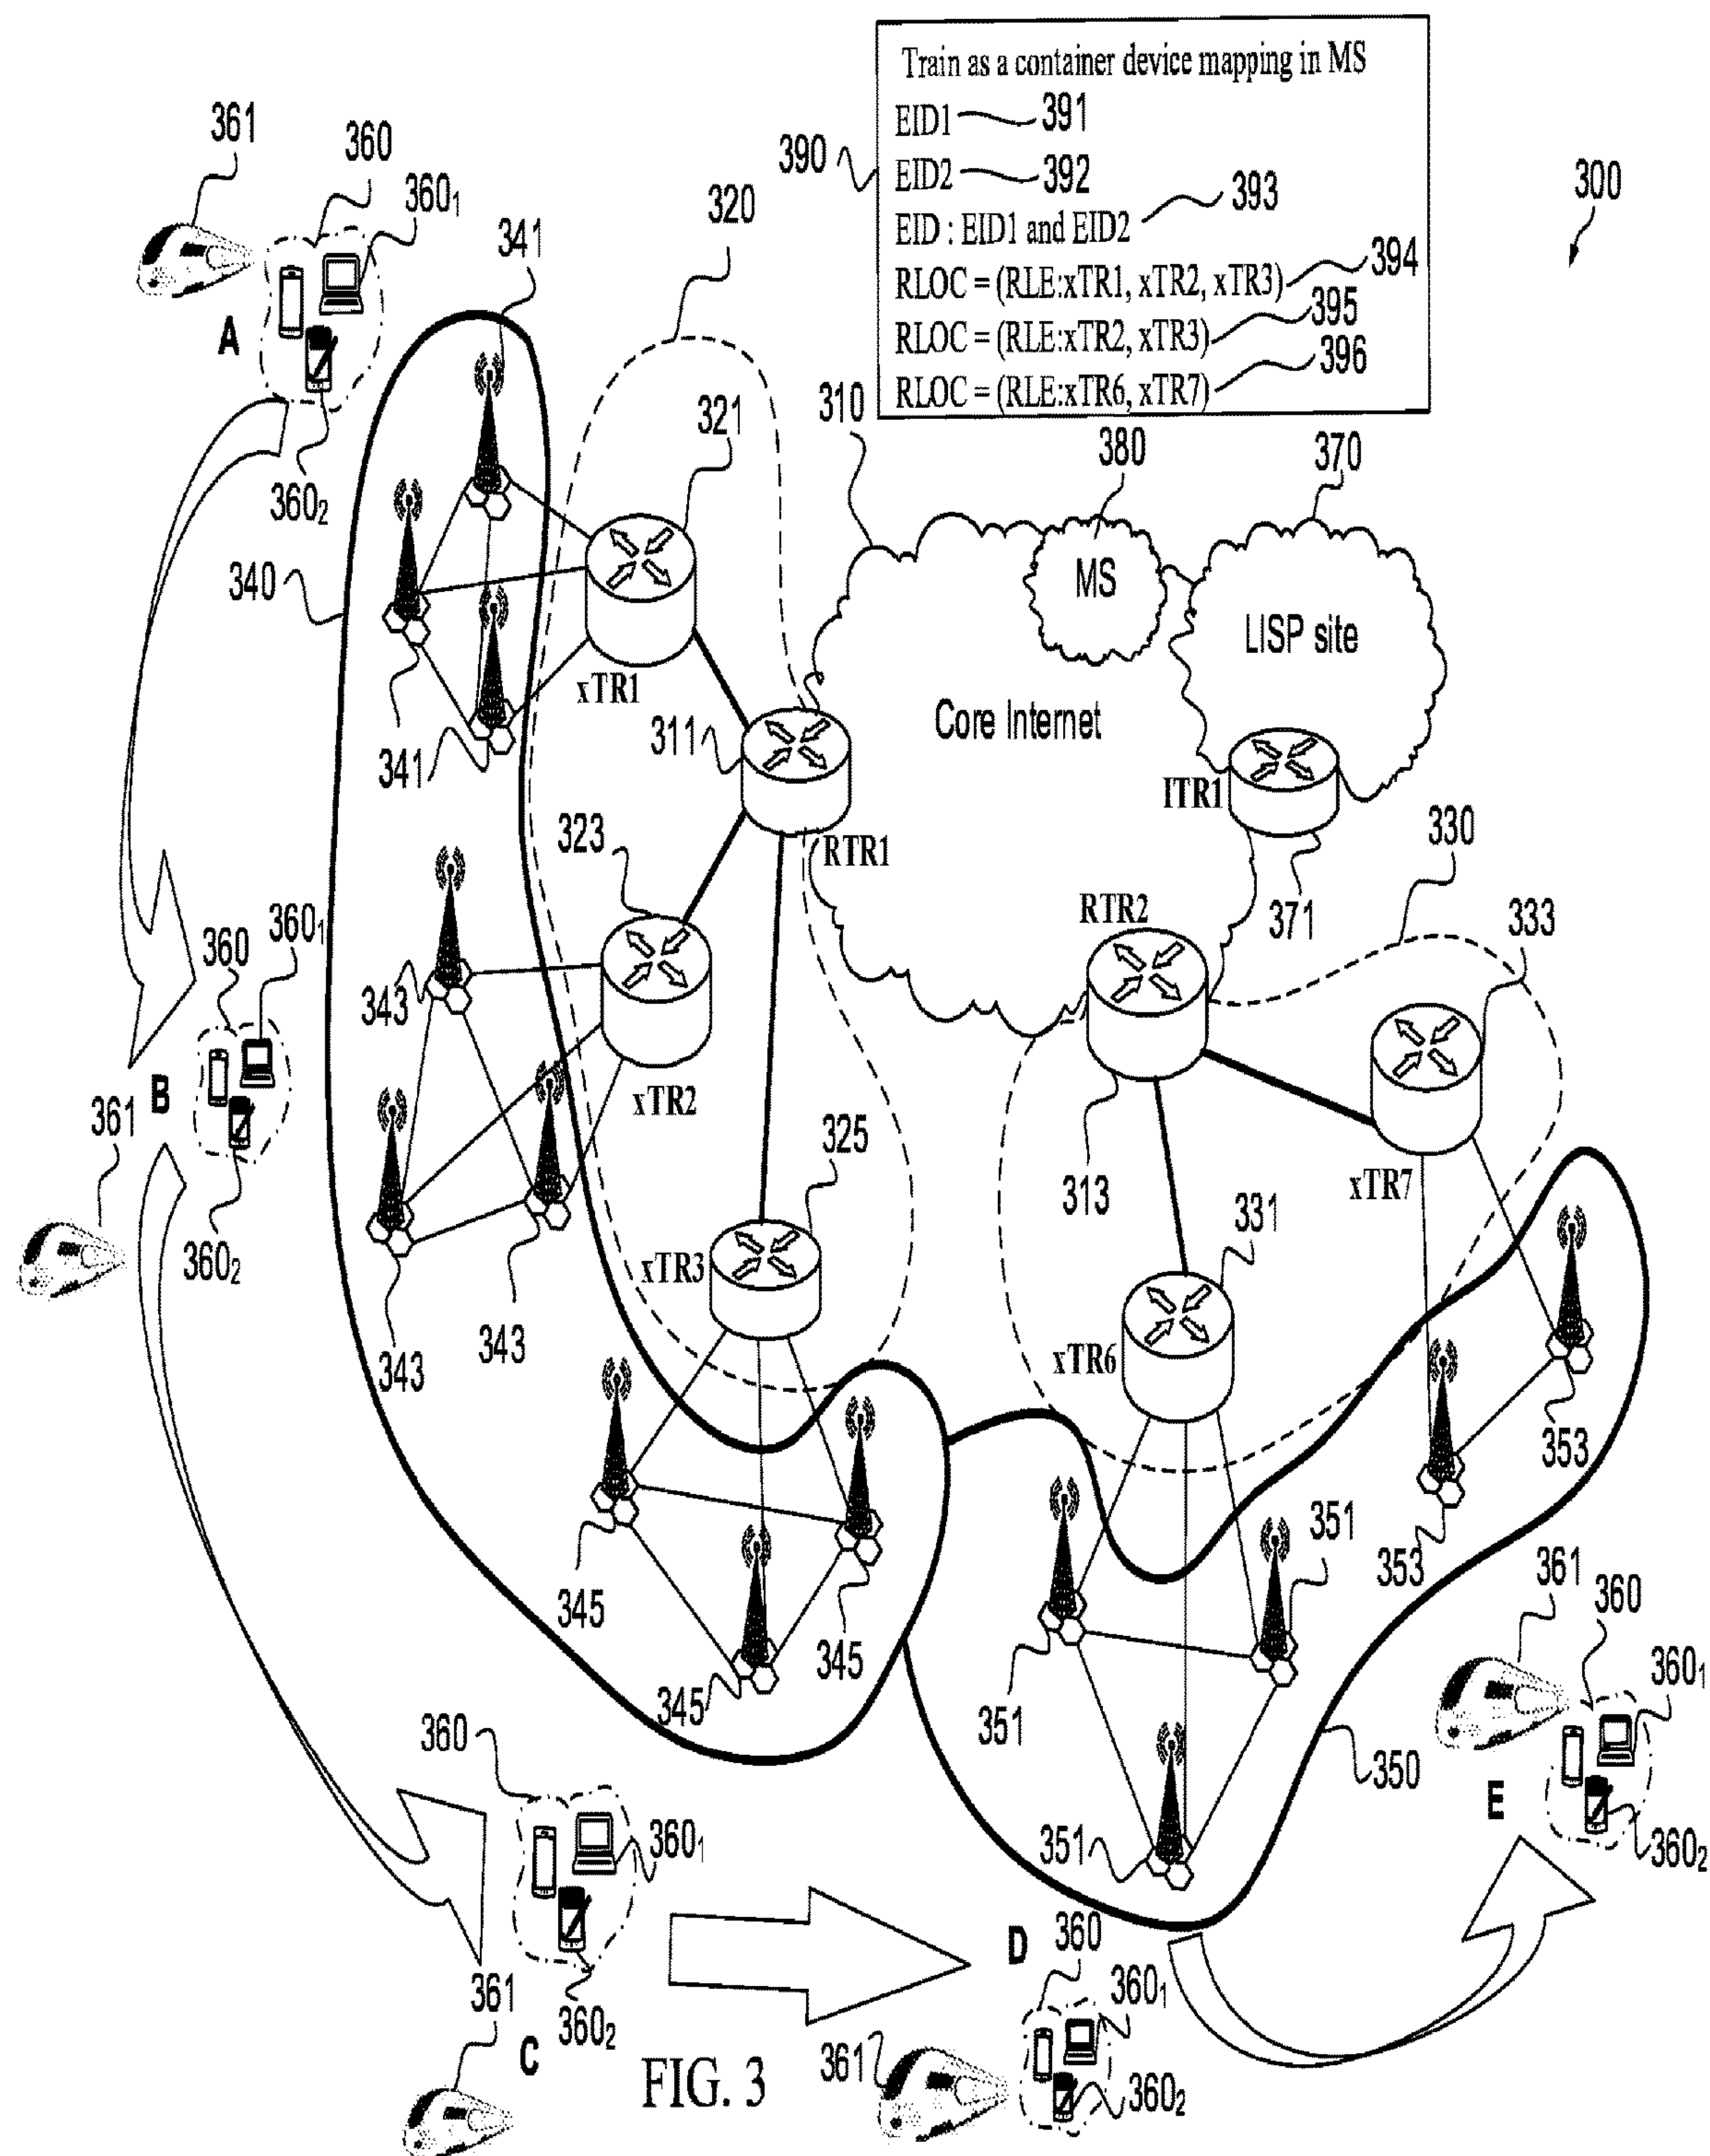 Train as a container device mapping in MS
EID1 391
390
EID2 392
EID : EID1 and EID2 393
RLOC = (RLE:xTR1, xTR2, xTR3) 394
RLOC = (RLE:xTR2, xTR3) 395
RLOC = (RLE:xTR6, xTR7) 396
300
361
360
360₁
A
360₂
341
320
321
310
380
370
340
MS
LISP site
xTR1
Core Internet
341
341
311
ITR1
RTR1
323
330
371
RTR2
333
360
360₁
343
B
361
xTR2
360₂
325
313
xTR7
331
xTR3
343
343
xTR6
353
353
351
361
360
345
345
345
351
360₁
350
360
E
351
360₂
360₁
D
360
361
360₂
C
360₁
361
360₂
FIG. 3